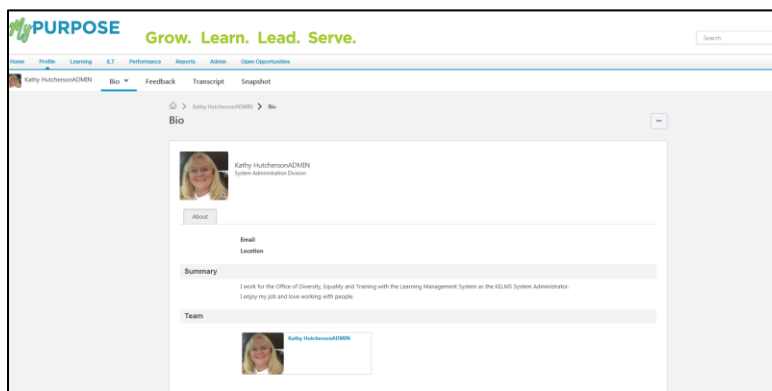 MyPURPOSE
Grow. Learn. Lead. Serve.
Search
Home Profile Learning ILT Performance Reports Admin Open Opportunities
Kathy HutchersonADMIN Bio Feedback Transcript Snapshot
Kathy HutchersonADMIN > Bio
Bio
Kathy HutchersonADMIN
System Administration Division
About
Email
Location
Summary
I work for the Office of Diversity, Equality and Training with the Learning Management System as the KELMS System Administrator.
I enjoy my job and love working with people.
Team
Kathy HutchersonADMIN